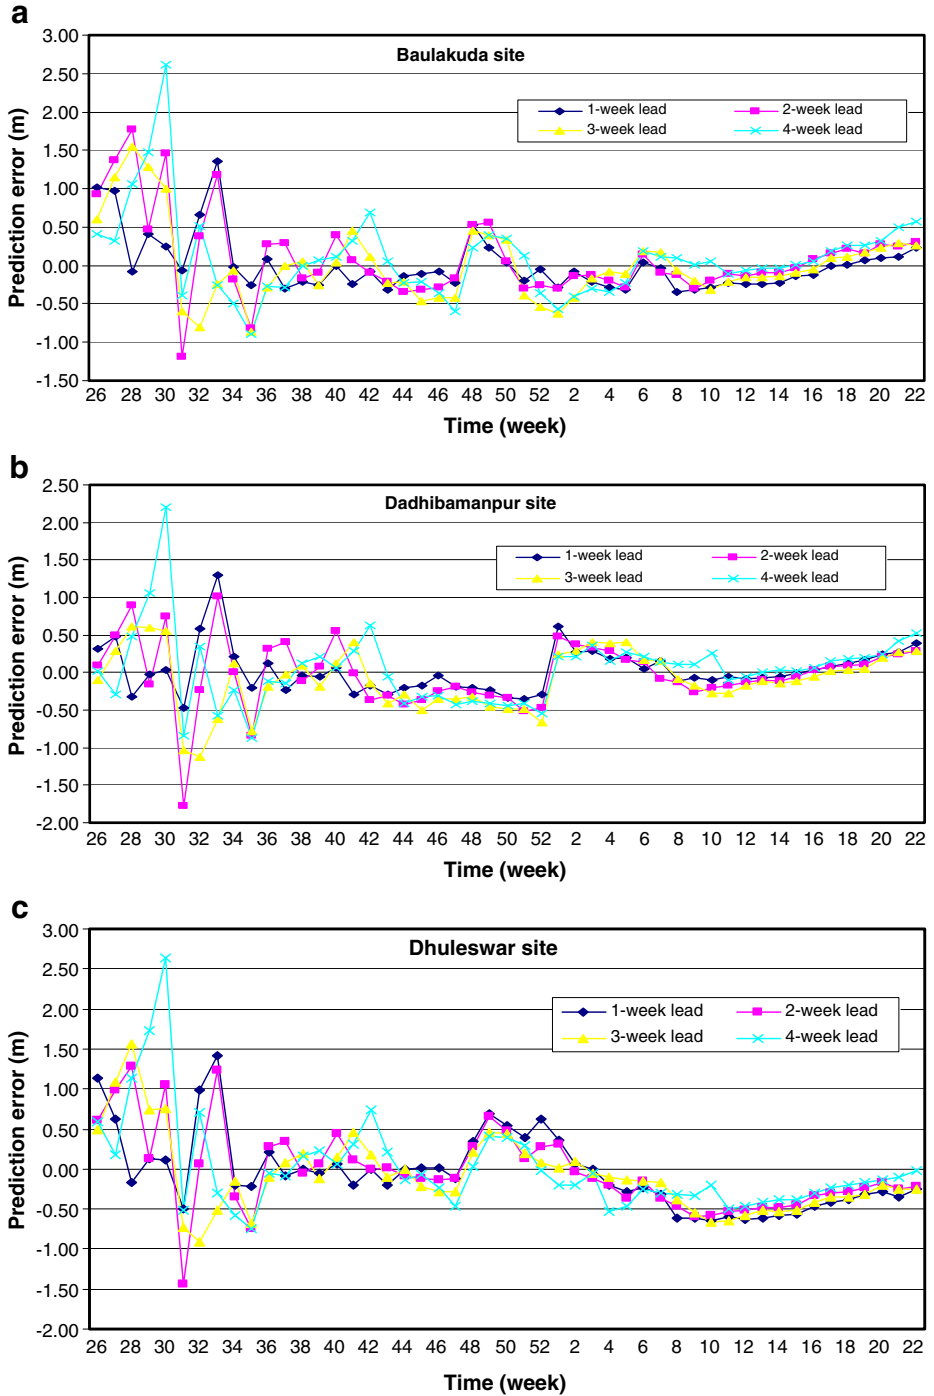 a
3.00
2.50
2.00
1.50
1.00
0.50
0.00
-0.50
-1.00
-1.50
Prediction error (m)
Baulakuda site
1-week lead 2-week lead
3-week lead 4-week lead
26 28 30 32 34 36 38 40 42 44 46 48 50 52 2 4 6 8 10 12 14 16 18 20 22
Time (week)
b
2.50
2.00
1.50
1.00
0.50
0.00
-0.50
-1.00
-1.50
-2.00
Prediction error (m)
Dadhibamanpur site
1-week lead 2-week lead
3-week lead 4-week lead
26 28 30 32 34 36 38 40 42 44 46 48 50 52 2 4 6 8 10 12 14 16 18 20 22
Time (week)
c
3.00
2.50
2.00
1.50
1.00
0.50
0.00
-0.50
-1.00
-1.50
-2.00
Prediction error (m)
Dhuleswar site
1-week lead 2-week lead
3-week lead 4-week lead
26 28 30 32 34 36 38 40 42 44 46 48 50 52 2 4 6 8 10 12 14 16 18 20 22
Time (week)